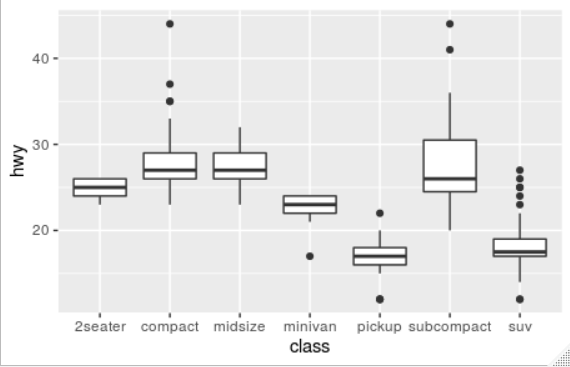 hwy
40
30
20
2seater compact midsize minivan pickup subcompact suv
class